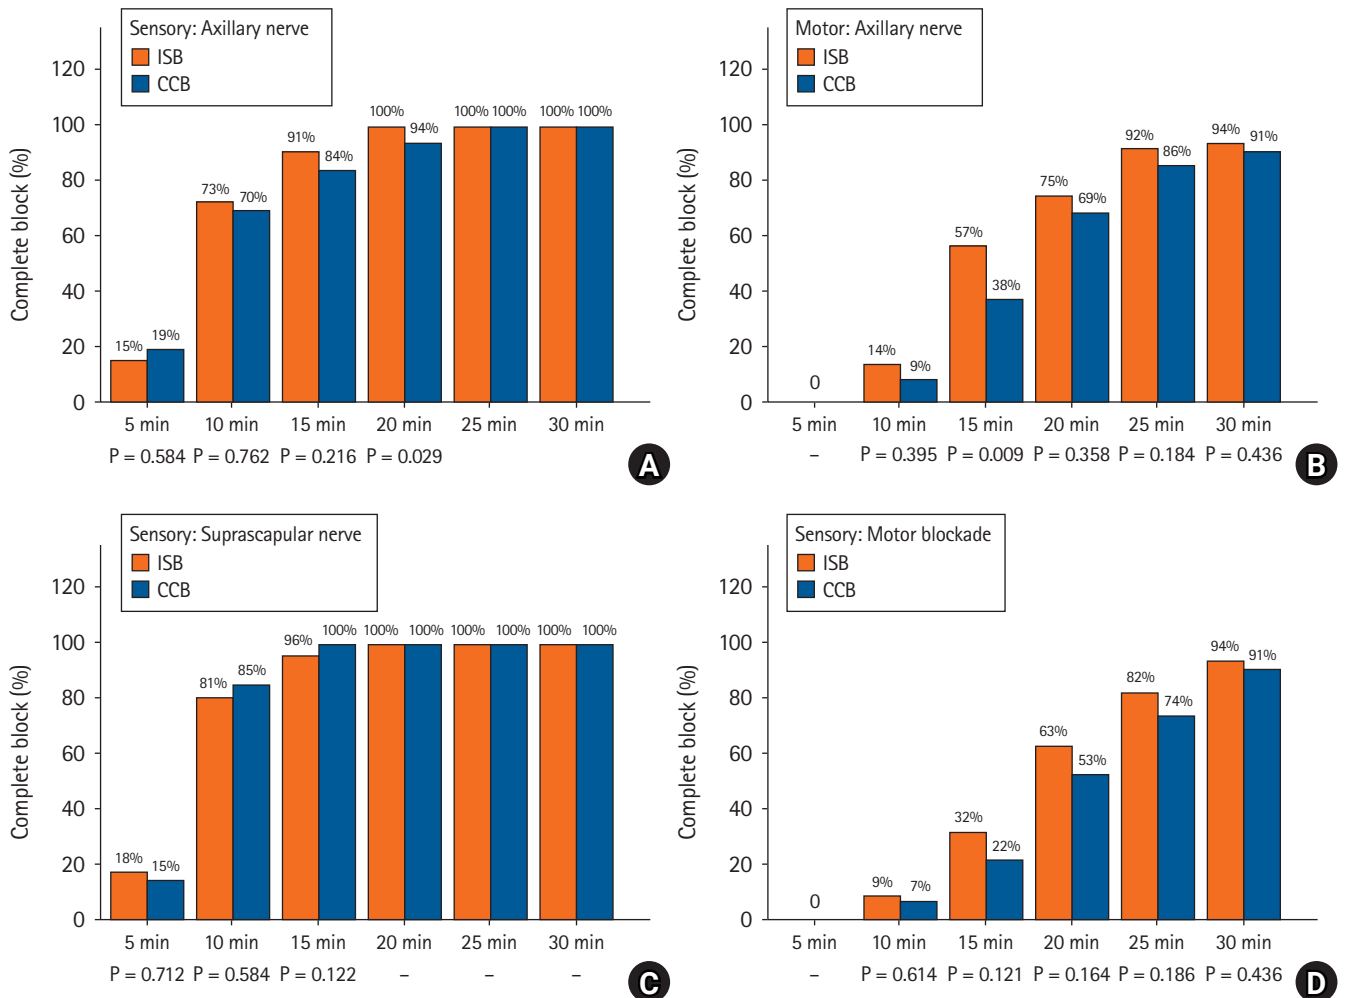 Sensory: Axillary nerve
ISB
CCB
Complete block (%)
120
100
80
60
40
20
0
15% 19%
73% 70%
91% 84%
100% 94%
100% 100%
100% 100%
5 min 10 min 15 min 20 min 25 min 30 min
P = 0.584 P = 0.762 P = 0.216 P = 0.029
A
Motor: Axillary nerve
ISB
CCB
Complete block (%)
120
100
80
60
40
20
0
0
14% 9%
57% 38%
75% 69%
92% 86%
94% 91%
5 min 10 min 15 min 20 min 25 min 30 min
– P = 0.395 P = 0.009 P = 0.358 P = 0.184 P = 0.436
B
Sensory: Suprascapular nerve
ISB
CCB
Complete block (%)
120
100
80
60
40
20
0
18% 15%
81% 85%
96% 100%
100% 100%
100% 100%
100% 100%
5 min 10 min 15 min 20 min 25 min 30 min
P = 0.712 P = 0.584 P = 0.122 – – –
C
Sensory: Motor blockade
ISB
CCB
Complete block (%)
120
100
80
60
40
20
0
0
9% 7%
32% 22%
63% 53%
82% 74%
94% 91%
5 min 10 min 15 min 20 min 25 min 30 min
– P = 0.614 P = 0.121 P = 0.164 P = 0.186 P = 0.436
D